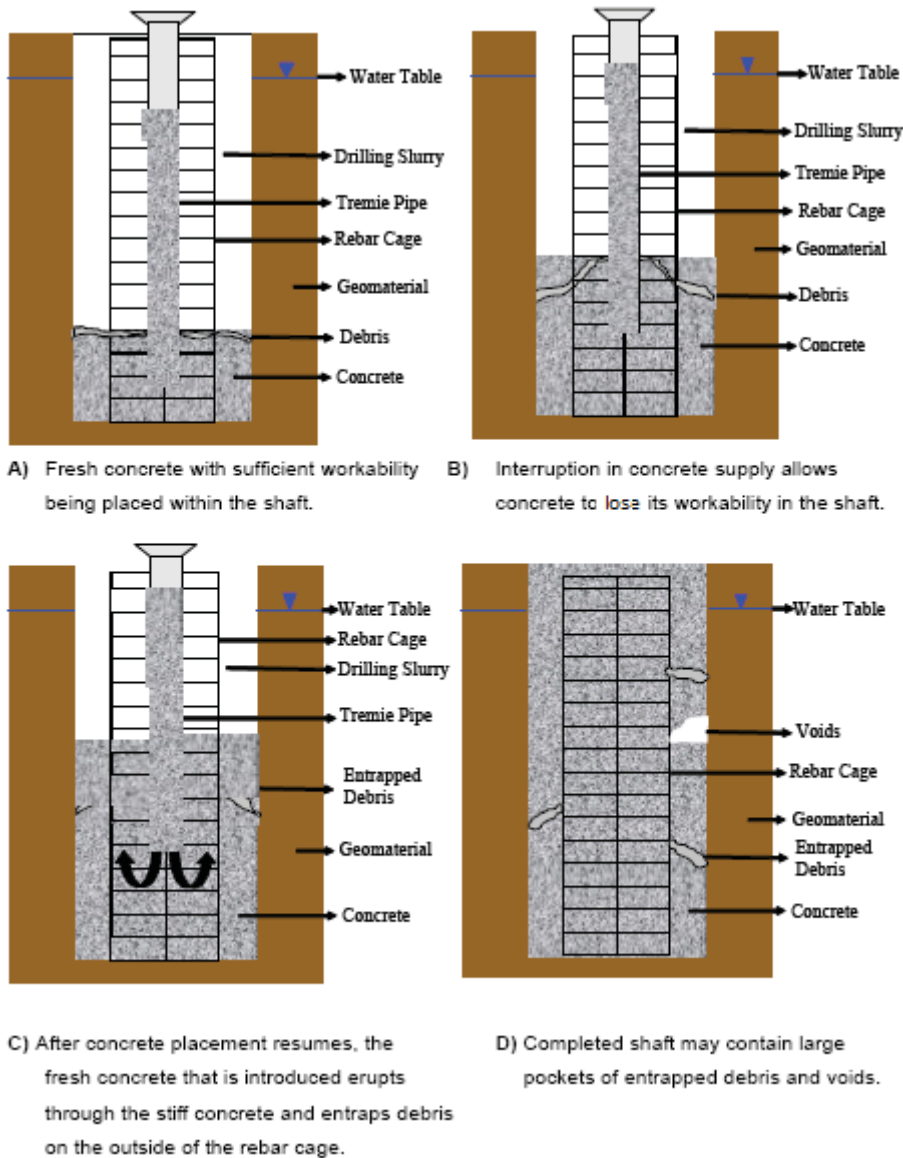 Water Table
Drilling Slurry
Tremie Pipe
Rebar Cage
Geomaterial
Debris
Concrete
A) Fresh concrete with sufficient workability
being placed within the shaft.
Water Table
Drilling Slurry
Tremie Pipe
Rebar Cage
Geomaterial
Debris
Concrete
B) Interruption in concrete supply allows
concrete to lose its workability in the shaft.
Water Table
Rebar Cage
Drilling Slurry
Tremie Pipe
Entrapped
Debris
Geomaterial
Concrete
C) After concrete placement resumes, the
fresh concrete that is introduced erupts
through the stiff concrete and entraps debris
on the outside of the rebar cage.
Water Table
Voids
Rebar Cage
Geomaterial
Entrapped
Debris
Concrete
D) Completed shaft may contain large
pockets of entrapped debris and voids.